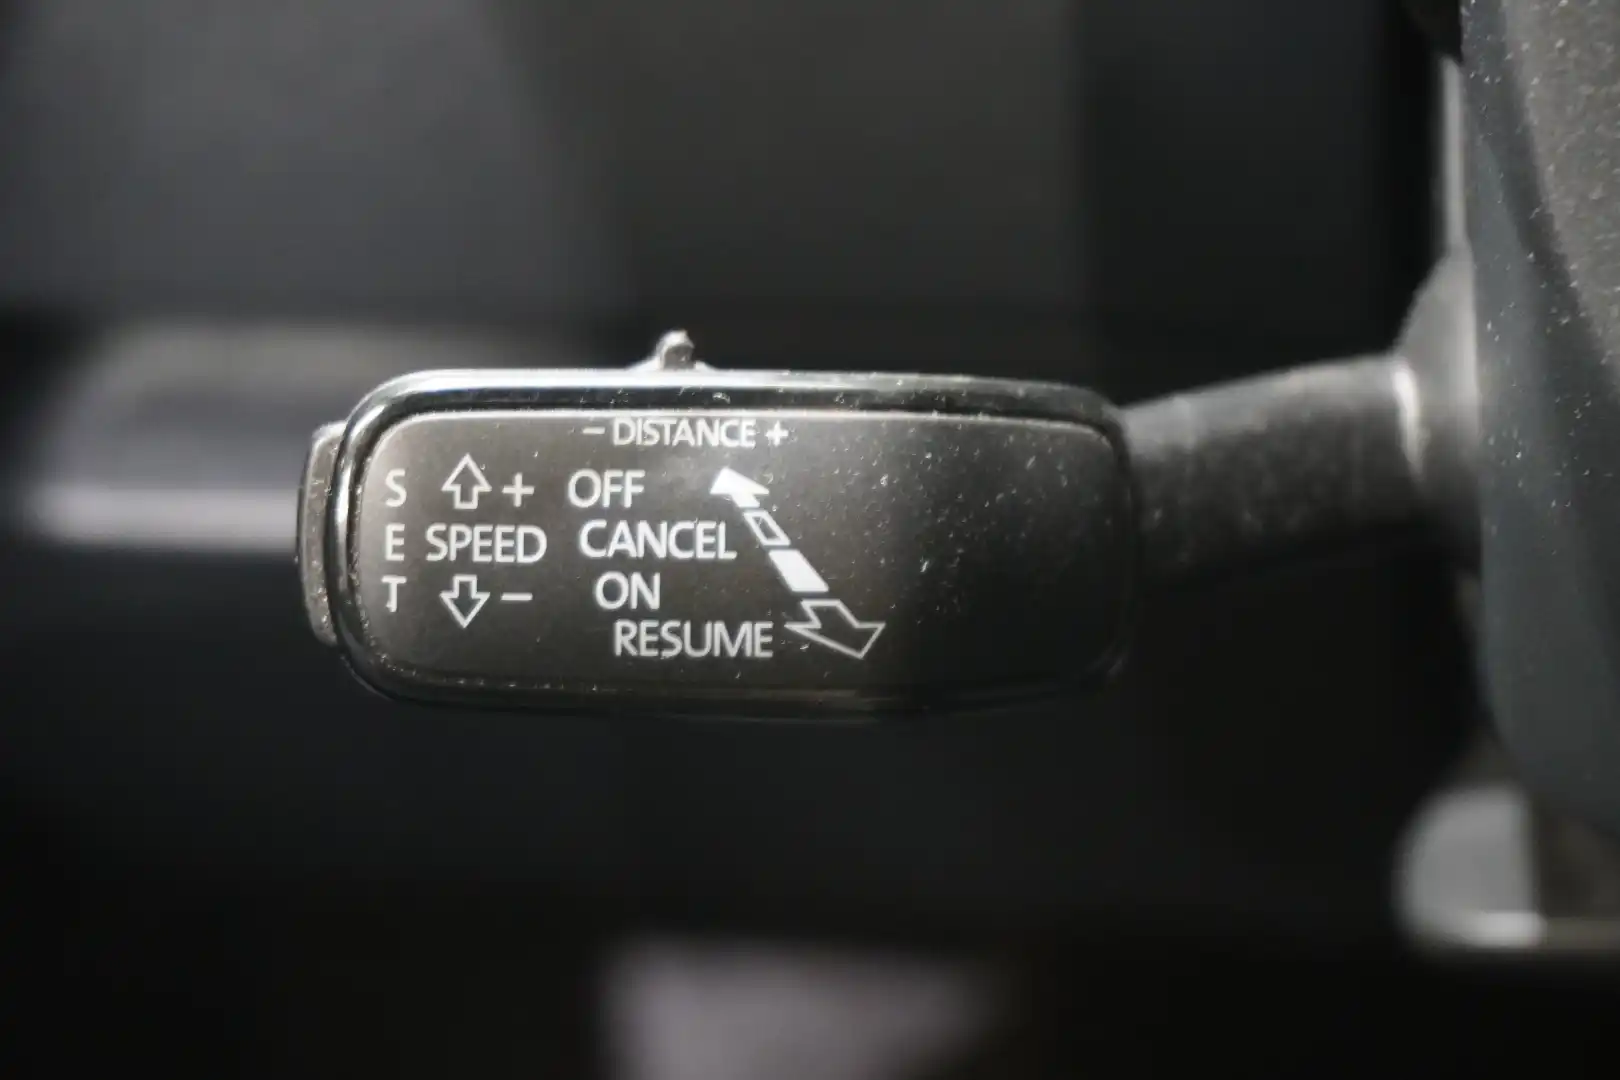 − DISTANCE +
S + OFF
E SPEED CANCEL
T − ON
RESUME